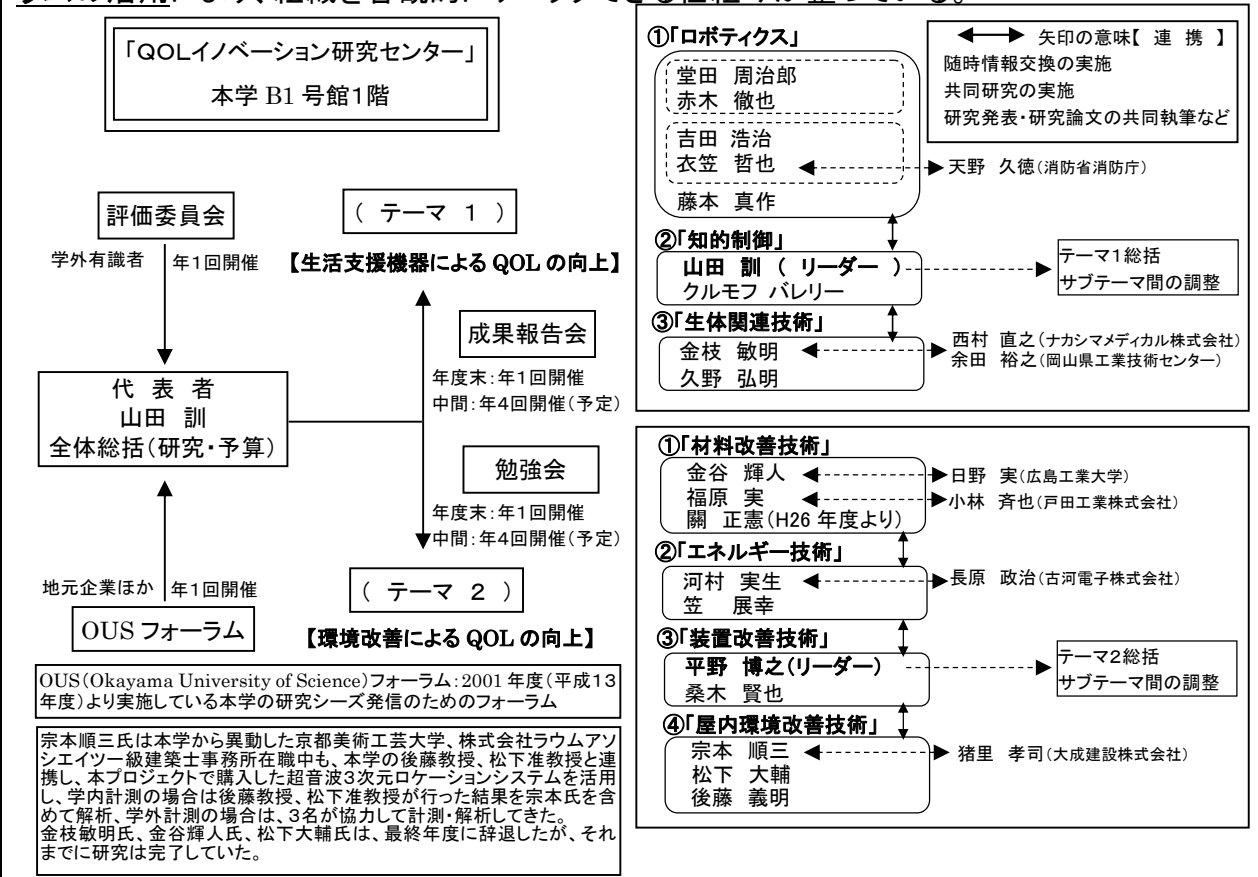 「QOLイノベーション研究センター」
本学 B1 号館1階
評価委員会
学外有識者
年1回開催
( テーマ 1 )
【生活支援機器による QOL の向上】
成果報告会
年度末:年1回開催
中間:年4回開催(予定)
代 表 者
山田 訓
全体総括(研究・予算)
勉強会
年度末:年1回開催
中間:年4回開催(予定)
地元企業ほか
年1回開催
OUS フォーラム
( テーマ 2 )
【環境改善による QOL の向上】
OUS(Okayama University of Science)フォーラム:2001 年度(平成13
年度)より実施している本学の研究シーズ発信のためのフォーラム
宗本順三氏は本学から異動した京都美術工芸大学、株式会社ラウムアソ
シエイツ一級建築士事務所在職中も、本学の後藤教授、松下准教授と連
携し、本プロジェクトで購入した超音波3次元ロケーションシステムを活用
し、学内計測の場合は後藤教授、松下准教授が行った結果を宗本氏を含
めて解析、学外計測の場合は、3名が協力して計測・解析してきた。
金枝敏明氏、金谷輝人氏、松下大輔氏は、最終年度に辞退したが、それ
までに研究は完了していた。
①「ロボティクス」
堂田 周治郎
赤木 徹也
吉田 浩治
衣笠 哲也
藤本 真作
矢印の意味【 連 携 】
随時情報交換の実施
共同研究の実施
研究発表・研究論文の共同執筆など
天野 久徳(消防省消防庁)
②「知的制御」
山田 訓 ( リーダー )
クルモフ バレリー
テーマ1総括
サブテーマ間の調整
③「生体関連技術」
金枝 敏明
久野 弘明
西村 直之(ナカシマメディカル株式会社)
余田 裕之(岡山県工業技術センター)
①「材料改善技術」
金谷 輝人
福原 実
關 正憲(H26 年度より)
日野 実(広島工業大学)
小林 斉也(戸田工業株式会社)
②「エネルギー技術」
河村 実生
笠 展幸
長原 政治(古河電子株式会社)
③「装置改善技術」
平野 博之(リーダー)
桑木 賢也
テーマ2総括
サブテーマ間の調整
④「屋内環境改善技術」
宗本 順三
松下 大輔
後藤 義明
猪里 孝司(大成建設株式会社)